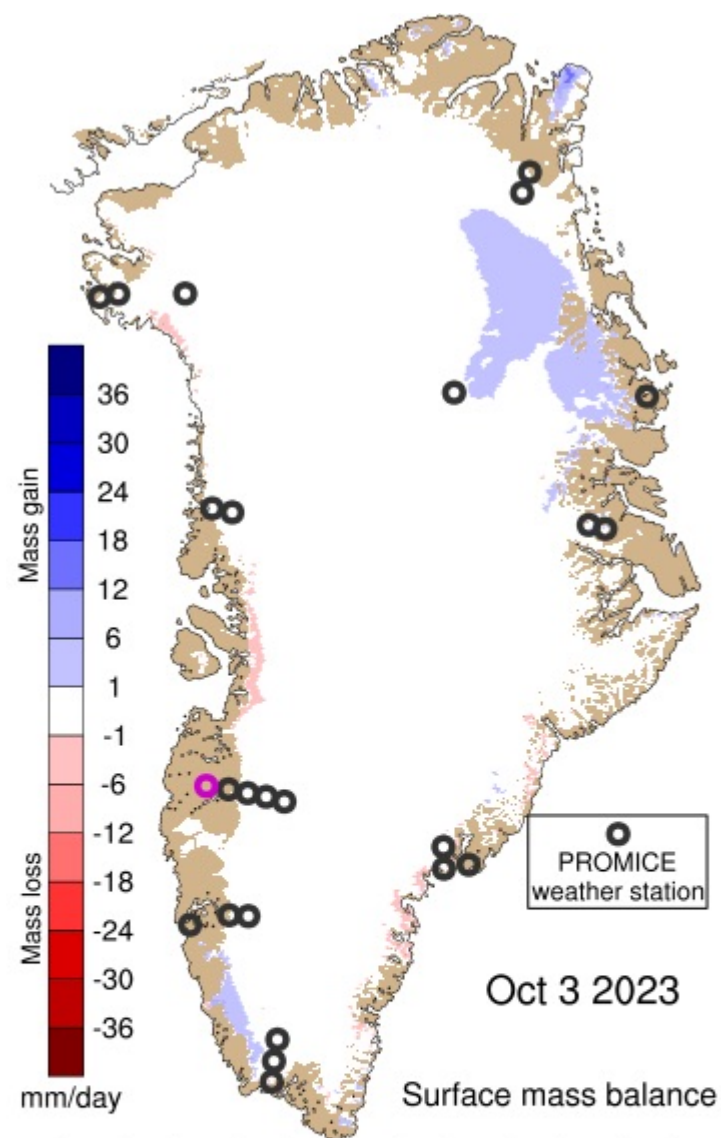 36
30
24
18
12
6
1
-1
-6
-12
-18
-24
-30
-36
Mass gain
Mass loss
mm/day
PROMICE
weather station
Oct 3 2023
Surface mass balance